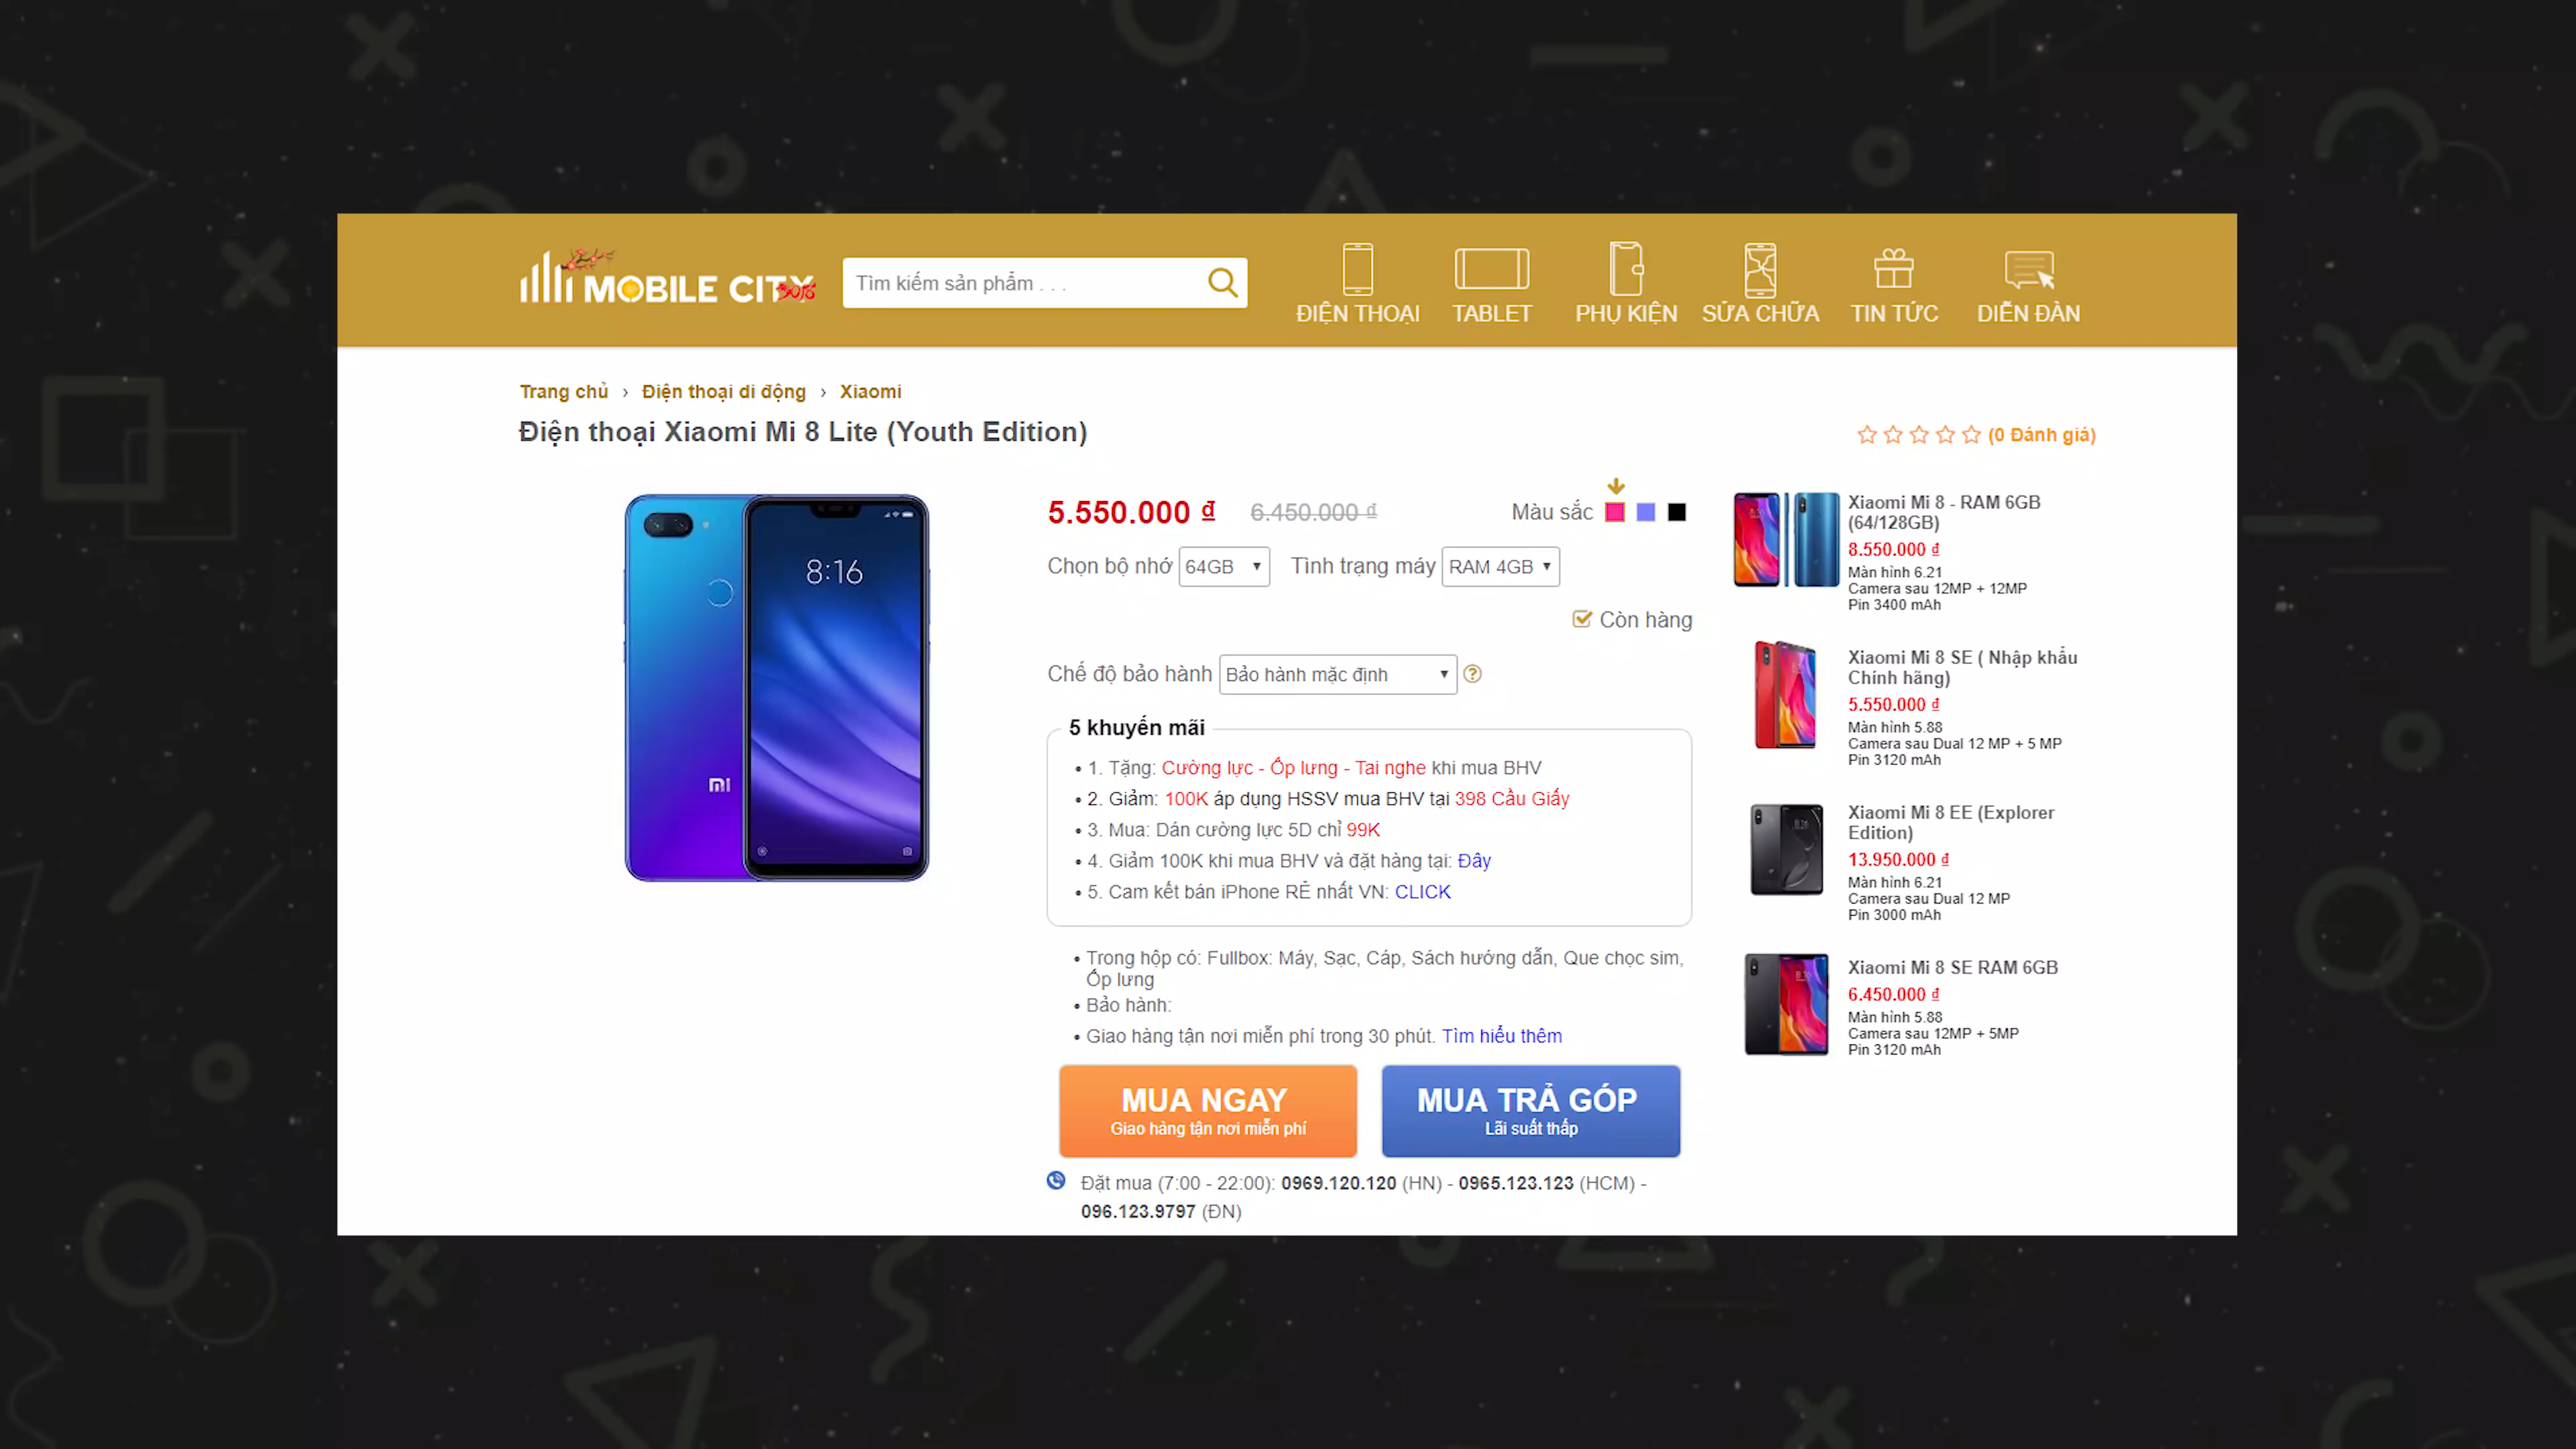 MOBILE CITY
Tìm kiếm sản phẩm . . .
ĐIỆN THOẠI
TABLET
PHỤ KIỆN
SỬA CHỮA
TIN TỨC
DIỄN ĐÀN
Trang chủ › Điện thoại di động › Xiaomi
Điện thoại Xiaomi Mi 8 Lite (Youth Edition)
(0 Đánh giá)
8:16
mi
5.550.000 ₫ 6.450.000 ₫ Màu sắc
Chọn bộ nhớ 64GB Tình trạng máy RAM 4GB
Còn hàng
Chế độ bảo hành Bảo hành mặc định ?
5 khuyến mãi
• 1. Tặng: Cường lực - Ốp lưng - Tai nghe khi mua BHV
• 2. Giảm: 100K áp dụng HSSV mua BHV tại 398 Cầu Giấy
• 3. Mua: Dán cường lực 5D chỉ 99K
• 4. Giảm 100K khi mua BHV và đặt hàng tại: Đây
• 5. Cam kết bán iPhone RẺ nhất VN: CLICK
• Trong hộp có: Fullbox: Máy, Sạc, Cáp, Sách hướng dẫn, Que chọc sim,
Ốp lưng
• Bảo hành:
• Giao hàng tận nơi miễn phí trong 30 phút. Tìm hiểu thêm
MUA NGAY
Giao hàng tận nơi miễn phí
MUA TRẢ GÓP
Lãi suất thấp
Đặt mua (7:00 - 22:00): 0969.120.120 (HN) - 0965.123.123 (HCM) -
096.123.9797 (ĐN)
Xiaomi Mi 8 - RAM 6GB
(64/128GB)
8.550.000 ₫
Màn hình 6.21
Camera sau 12MP + 12MP
Pin 3400 mAh
Xiaomi Mi 8 SE ( Nhập khẩu
Chính hãng)
5.550.000 ₫
Màn hình 5.88
Camera sau Dual 12 MP + 5 MP
Pin 3120 mAh
Xiaomi Mi 8 EE (Explorer
Edition)
13.950.000 ₫
Màn hình 6.21
Camera sau Dual 12 MP
Pin 3000 mAh
Xiaomi Mi 8 SE RAM 6GB
6.450.000 ₫
Màn hình 5.88
Camera sau 12MP + 5MP
Pin 3120 mAh